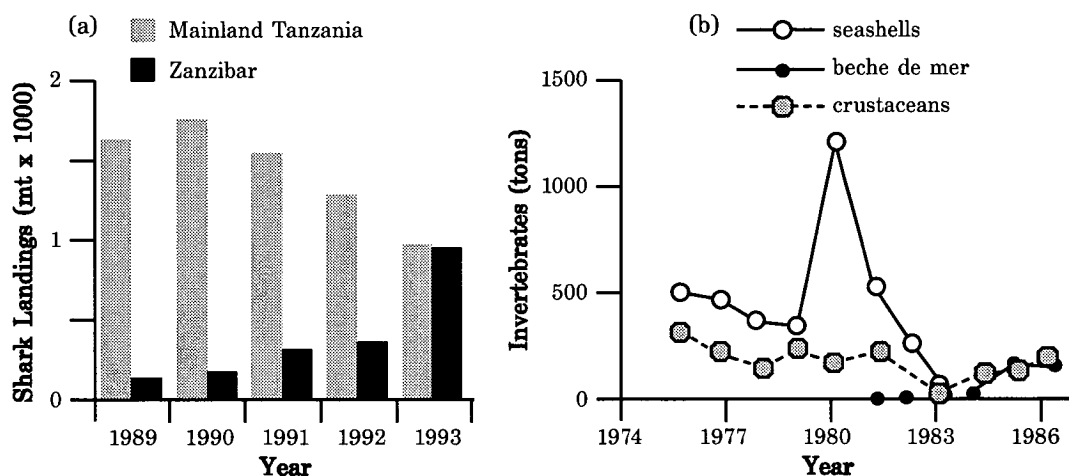 (a)
Mainland Tanzania
Zanzibar
Shark Landings (mt x 1000)
2
1
0
1989 1990 1991 1992 1993
Year
(b)
seashells
beche de mer
crustaceans
Invertebrates (tons)
1500
1000
500
0
1974 1977 1980 1983 1986
Year